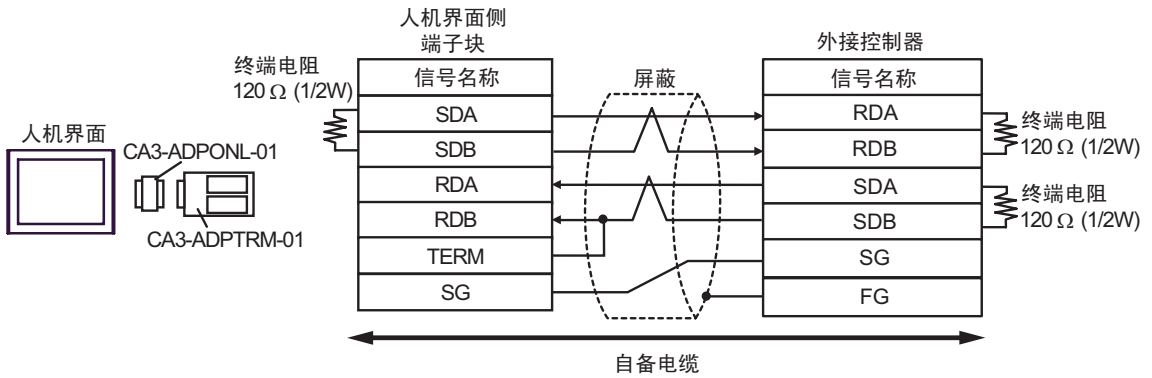 人机界面侧
端子块
外接控制器
终端电阻
120 Ω (1/2W)
信号名称
屏蔽
信号名称
SDA
RDA
终端电阻
120 Ω (1/2W)
人机界面
CA3-ADPONL-01
SDB
RDB
RDA
SDA
终端电阻
120 Ω (1/2W)
CA3-ADPTRM-01
RDB
SDB
TERM
SG
SG
FG
自备电缆